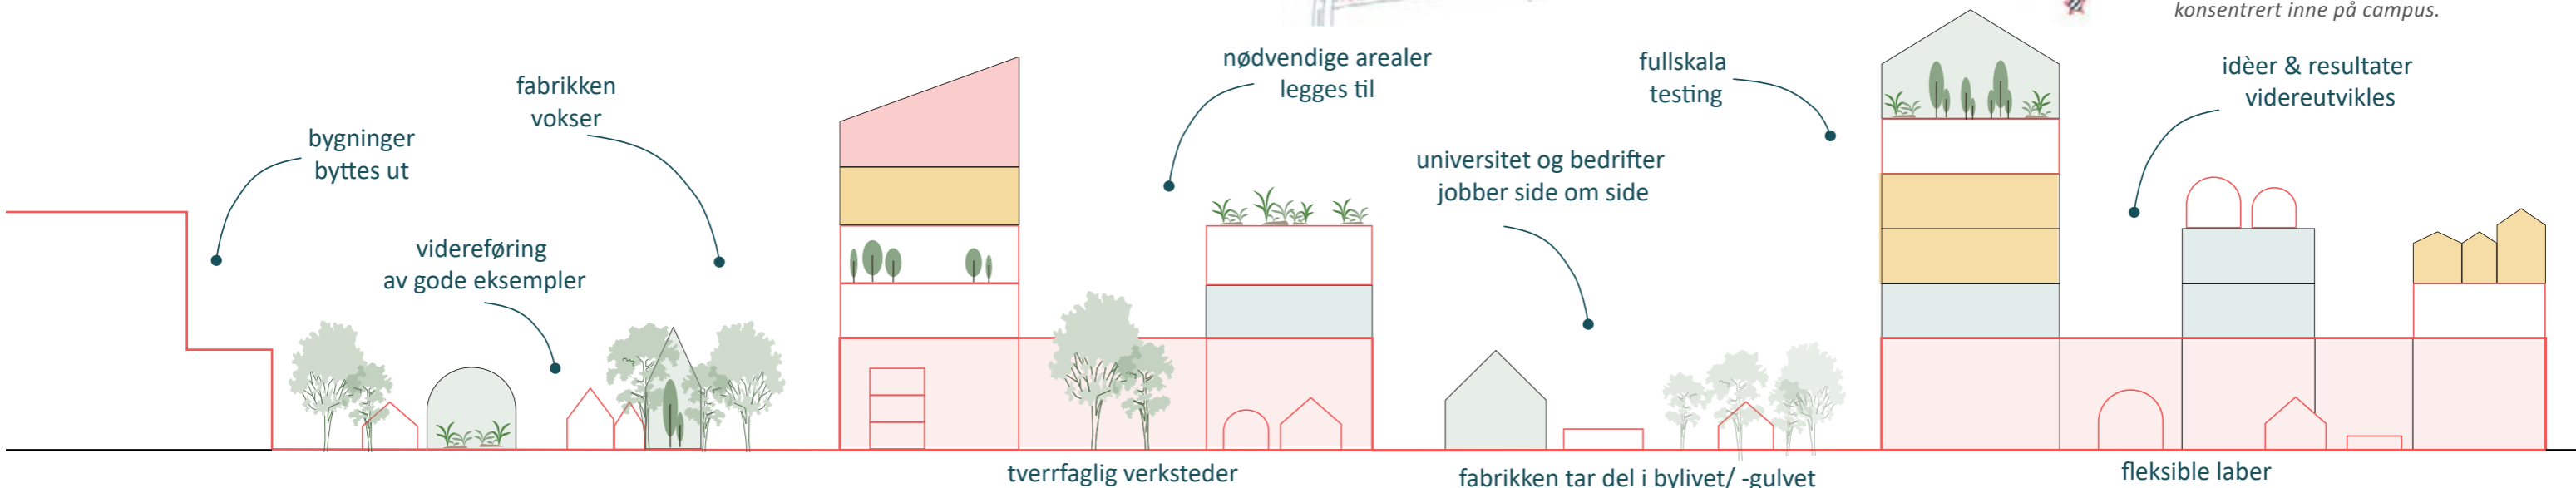 konsentrert inne på campus.
bygninger
byttes ut
fabrikken
vokser
videreføring
av gode eksempler
nødvendige arealer
legges til
universitet og bedrifter
jobber side om side
fullskala
testing
idèer & resultater
videreutvikles
tverrfaglig verksteder
fabrikken tar del i bylivet/ -gulvet
fleksible laber